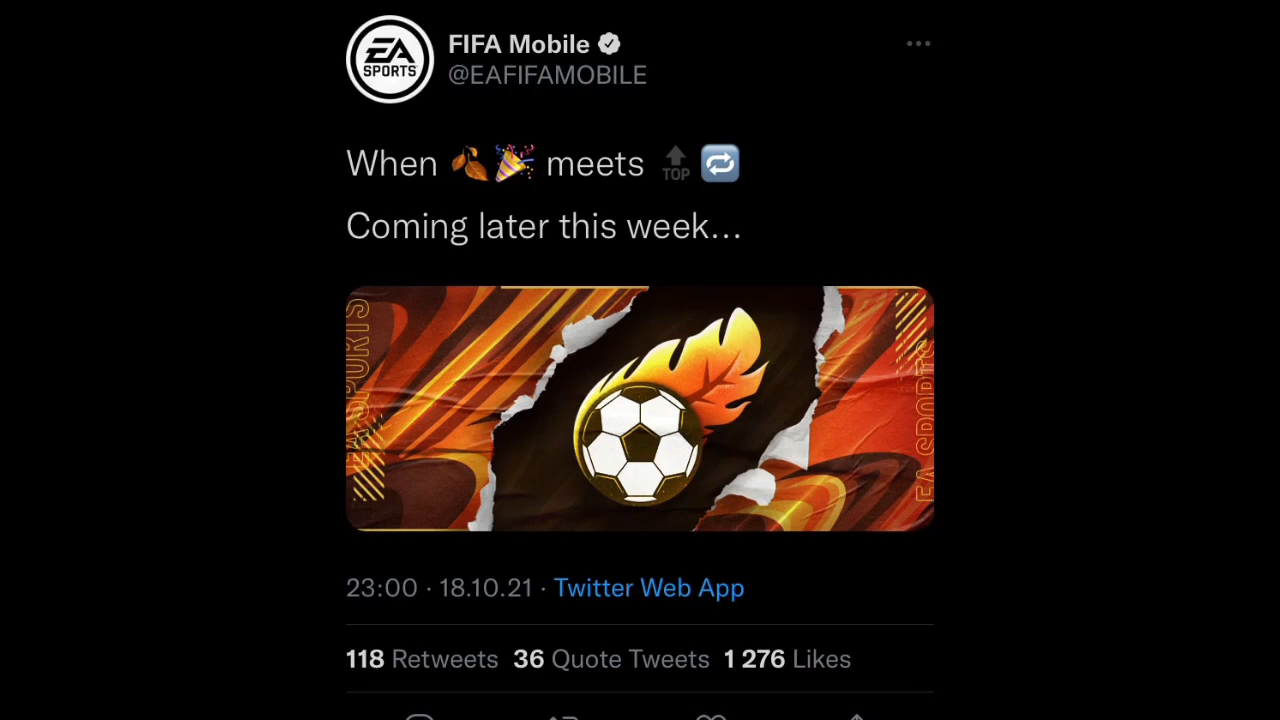 EA
SPORTS
FIFA Mobile
@EAFIFAMOBILE
When 🍂🎉 meets 🔝🔁
Coming later this week...
EA SPORTS
EA SPORTS
23:00 · 18.10.21 · Twitter Web App
118 Retweets 36 Quote Tweets 1 276 Likes